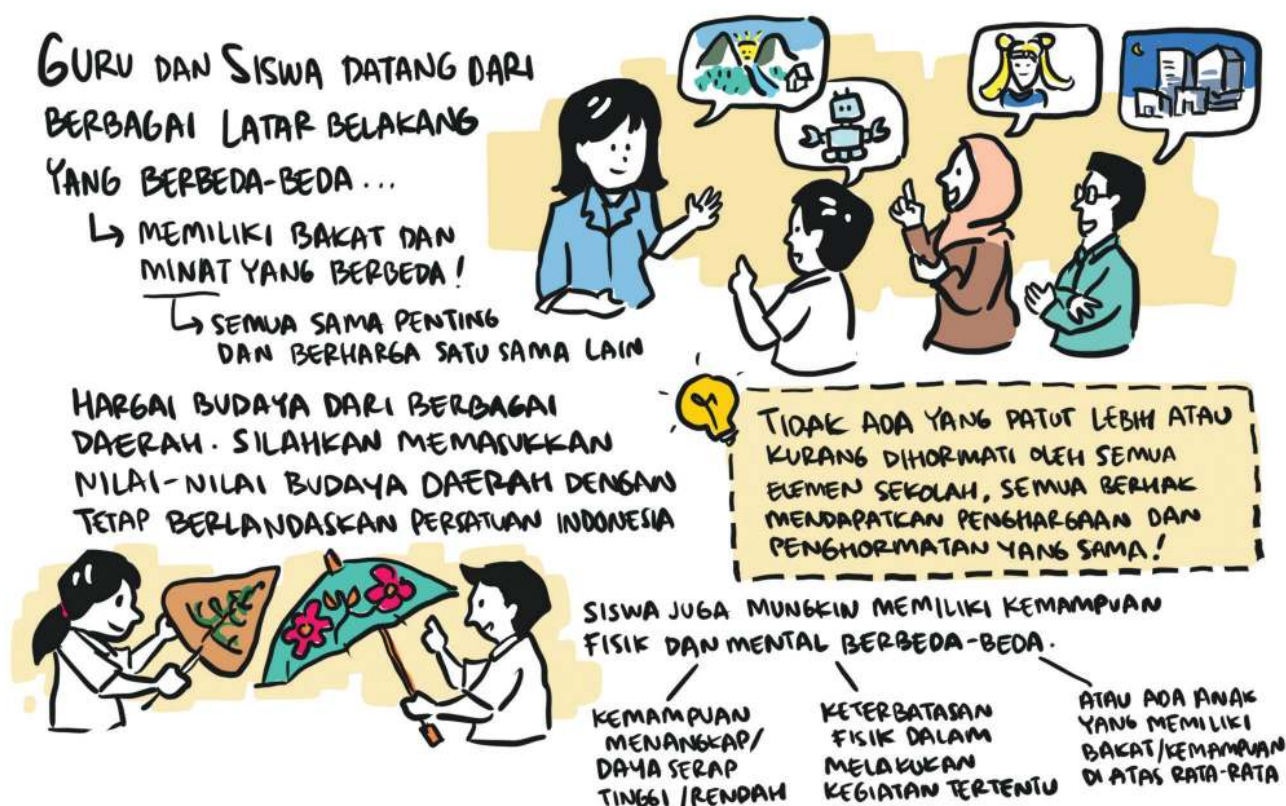 GURU DAN SISWA DATANG DARI
BERBAGAI LATAR BELAKANG
YANG BERBEDA-BEDA...
↳ MEMILIKI BAKAT DAN
MINAT YANG BERBEDA!
↳ SEMUA SAMA PENTING
DAN BERHARGA SATU SAMA LAIN
HARGAI BUDAYA DARI BERBAGAI
DAERAH. SILAHKAN MEMASUKKAN
NILAI-NILAI BUDAYA DAERAH DENGAN
TETAP BERLANDASKAN PERSATUAN INDONESIA
TIDAK ADA YANG PATUT LEBIH ATAU
KURANG DIHORMATI OLEH SEMUA
ELEMEN SEKOLAH, SEMUA BERHAK
MENDAPATKAN PENGHARGAAN DAN
PENGHORMATAN YANG SAMA!
SISWA JUGA MUNGKIN MEMILIKI KEMAMPUAN
FISIK DAN MENTAL BERBEDA-BEDA.
KEMAMPUAN
MENANGKAP/
DAYA SERAP
TINGGI/RENDAH
KETERBATASAN
FISIK DALAM
MELAKUKAN
KEGIATAN TERTENTU
ATAU ADA ANAK
YANG MEMILIKI
BAKAT/KEMAMPUAN
DI ATAS RATA-RATA